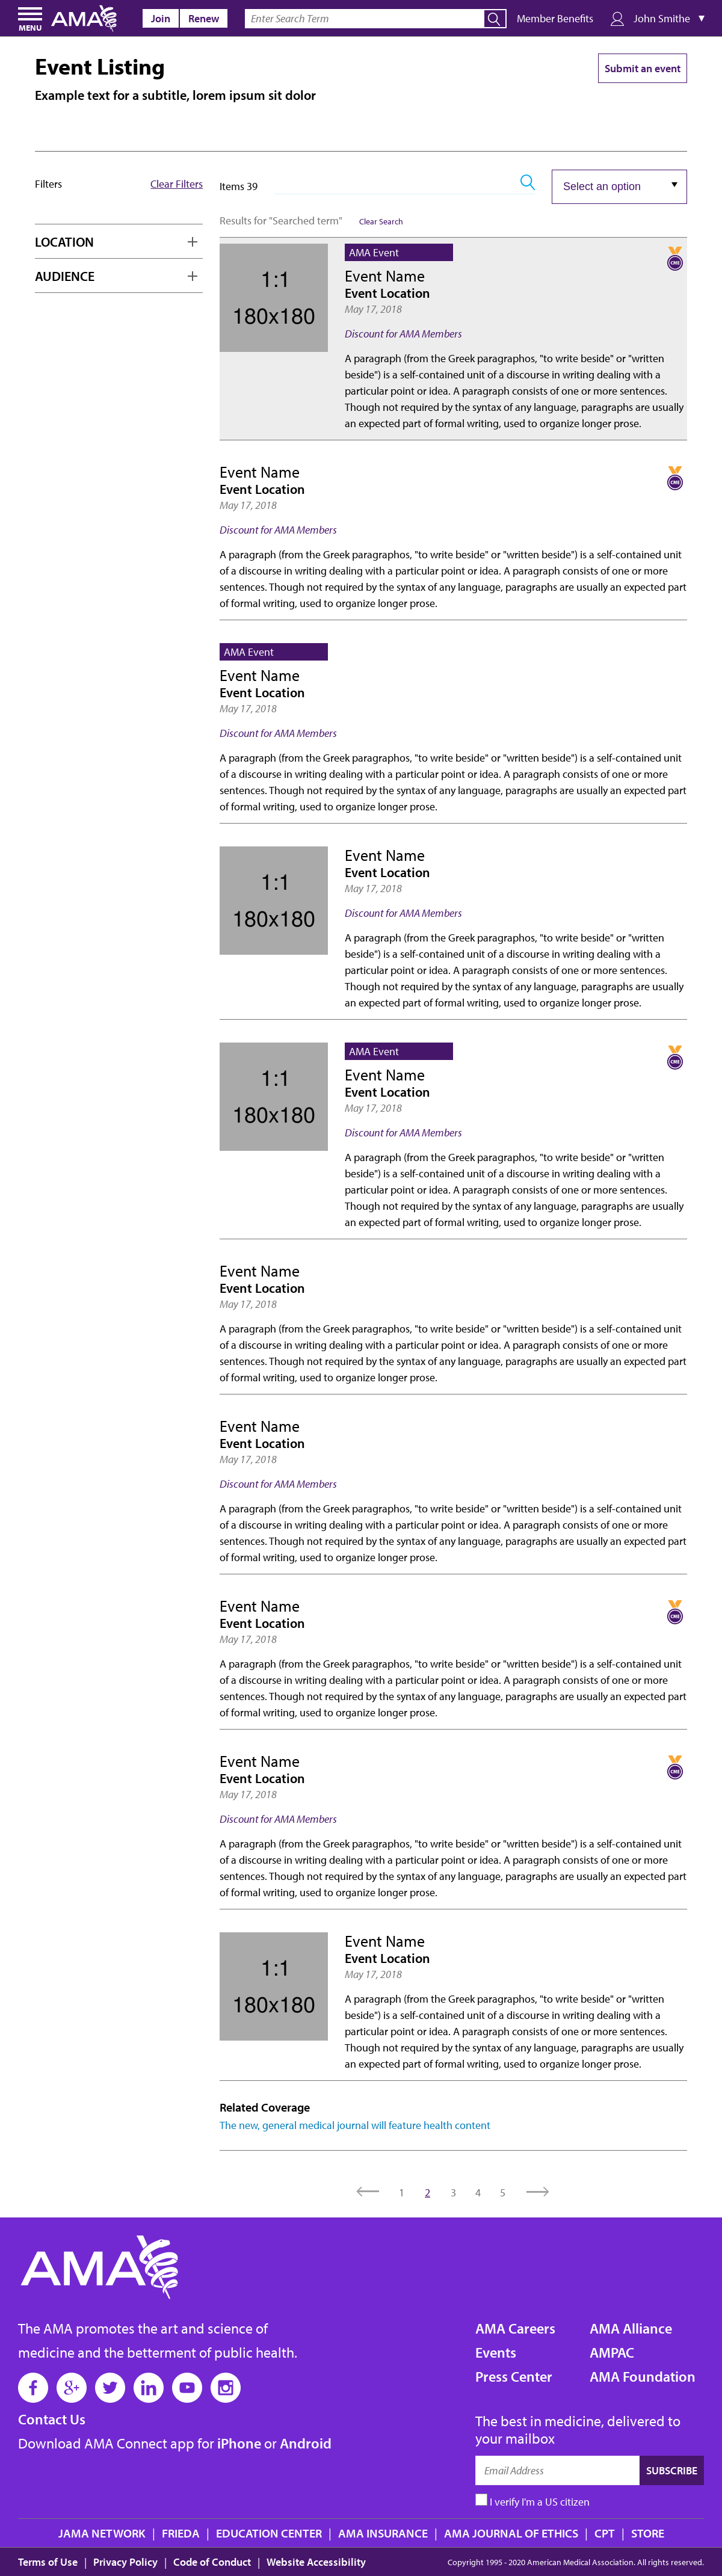 MENU
AMA
Join
Renew
Enter Search Term
Member Benefits
John Smithe
Event Listing
Submit an event
Example text for a subtitle, lorem ipsum sit dolor
Filters
Clear Filters
Items 39
Select an option
Results for "Searched term"
Clear Search
LOCATION
AUDIENCE
1:1
180x180
AMA Event
CME
Event Name
Event Location
May 17, 2018
Discount for AMA Members
A paragraph (from the Greek paragraphos, "to write beside" or "written
beside") is a self-contained unit of a discourse in writing dealing with a
particular point or idea. A paragraph consists of one or more sentences.
Though not required by the syntax of any language, paragraphs are usually
an expected part of formal writing, used to organize longer prose.
Event Name
CME
Event Location
May 17, 2018
Discount for AMA Members
A paragraph (from the Greek paragraphos, "to write beside" or "written beside") is a self-contained unit
of a discourse in writing dealing with a particular point or idea. A paragraph consists of one or more
sentences. Though not required by the syntax of any language, paragraphs are usually an expected part
of formal writing, used to organize longer prose.
AMA Event
Event Name
Event Location
May 17, 2018
Discount for AMA Members
A paragraph (from the Greek paragraphos, "to write beside" or "written beside") is a self-contained unit
of a discourse in writing dealing with a particular point or idea. A paragraph consists of one or more
sentences. Though not required by the syntax of any language, paragraphs are usually an expected part
of formal writing, used to organize longer prose.
1:1
180x180
Event Name
Event Location
May 17, 2018
Discount for AMA Members
A paragraph (from the Greek paragraphos, "to write beside" or "written
beside") is a self-contained unit of a discourse in writing dealing with a
particular point or idea. A paragraph consists of one or more sentences.
Though not required by the syntax of any language, paragraphs are usually
an expected part of formal writing, used to organize longer prose.
1:1
180x180
AMA Event
CME
Event Name
Event Location
May 17, 2018
Discount for AMA Members
A paragraph (from the Greek paragraphos, "to write beside" or "written
beside") is a self-contained unit of a discourse in writing dealing with a
particular point or idea. A paragraph consists of one or more sentences.
Though not required by the syntax of any language, paragraphs are usually
an expected part of formal writing, used to organize longer prose.
Event Name
Event Location
May 17, 2018
A paragraph (from the Greek paragraphos, "to write beside" or "written beside") is a self-contained unit
of a discourse in writing dealing with a particular point or idea. A paragraph consists of one or more
sentences. Though not required by the syntax of any language, paragraphs are usually an expected part
of formal writing, used to organize longer prose.
Event Name
Event Location
May 17, 2018
Discount for AMA Members
A paragraph (from the Greek paragraphos, "to write beside" or "written beside") is a self-contained unit
of a discourse in writing dealing with a particular point or idea. A paragraph consists of one or more
sentences. Though not required by the syntax of any language, paragraphs are usually an expected part
of formal writing, used to organize longer prose.
Event Name
CME
Event Location
May 17, 2018
A paragraph (from the Greek paragraphos, "to write beside" or "written beside") is a self-contained unit
of a discourse in writing dealing with a particular point or idea. A paragraph consists of one or more
sentences. Though not required by the syntax of any language, paragraphs are usually an expected part
of formal writing, used to organize longer prose.
Event Name
CME
Event Location
May 17, 2018
Discount for AMA Members
A paragraph (from the Greek paragraphos, "to write beside" or "written beside") is a self-contained unit
of a discourse in writing dealing with a particular point or idea. A paragraph consists of one or more
sentences. Though not required by the syntax of any language, paragraphs are usually an expected part
of formal writing, used to organize longer prose.
1:1
180x180
Event Name
Event Location
May 17, 2018
A paragraph (from the Greek paragraphos, "to write beside" or "written
beside") is a self-contained unit of a discourse in writing dealing with a
particular point or idea. A paragraph consists of one or more sentences.
Though not required by the syntax of any language, paragraphs are usually
an expected part of formal writing, used to organize longer prose.
Related Coverage
The new, general medical journal will feature health content
1 2 3 4 5
AMA
The AMA promotes the art and science of
medicine and the betterment of public health.
Contact Us
Download AMA Connect app for iPhone or Android
AMA Careers
AMA Alliance
Events
AMPAC
Press Center
AMA Foundation
The best in medicine, delivered to
your mailbox
Email Address
SUBSCRIBE
I verify I'm a US citizen
JAMA NETWORK | FRIEDA | EDUCATION CENTER | AMA INSURANCE | AMA JOURNAL OF ETHICS | CPT | STORE
Terms of Use | Privacy Policy | Code of Conduct | Website Accessibility
Copyright 1995 - 2020 American Medical Association. All rights reserved.